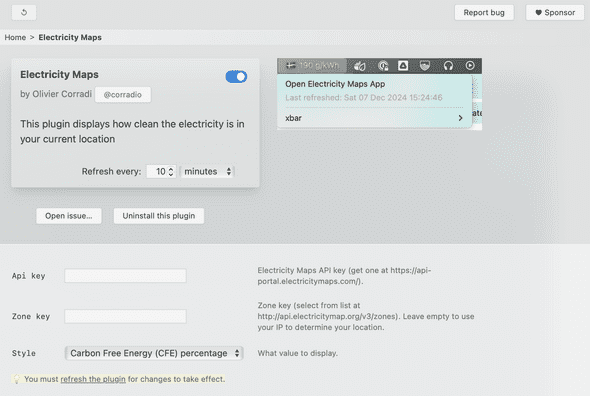 Report bug
Sponsor
Home > Electricity Maps
Electricity Maps
by Olivier Corradi @corradio
This plugin displays how clean the electricity is in
your current location
Refresh every: 10 minutes
190 g/kWh
Open Electricity Maps App
Last refreshed: Sat 07 Dec 2024 15:24:46
xbar
Open issue...
Uninstall this plugin
Api key
Electricity Maps API key (get one at https://api-
portal.electricitymaps.com/).
Zone key
Zone key (select from list at
http://api.electricitymap.org/v3/zones). Leave empty to use
your IP to determine your location.
Style
Carbon Free Energy (CFE) percentage
What value to display.
You must refresh the plugin for changes to take effect.